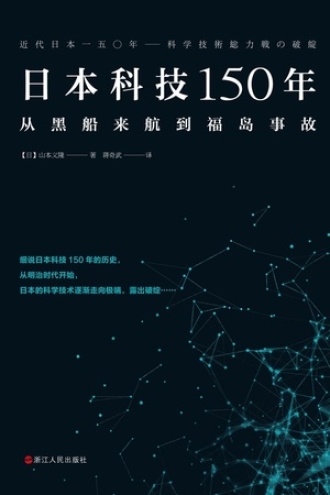 近代日本一五〇年——科学技術総力戦の破綻
日本科技150年
从黑船来航到福岛事故
【日】山本义隆——著 蒋奇武——译
细说日本科技 150 年的历史，
从明治时代开始，
日本的科学技术逐渐走向极端，露出破绽……
浙江人民出版社